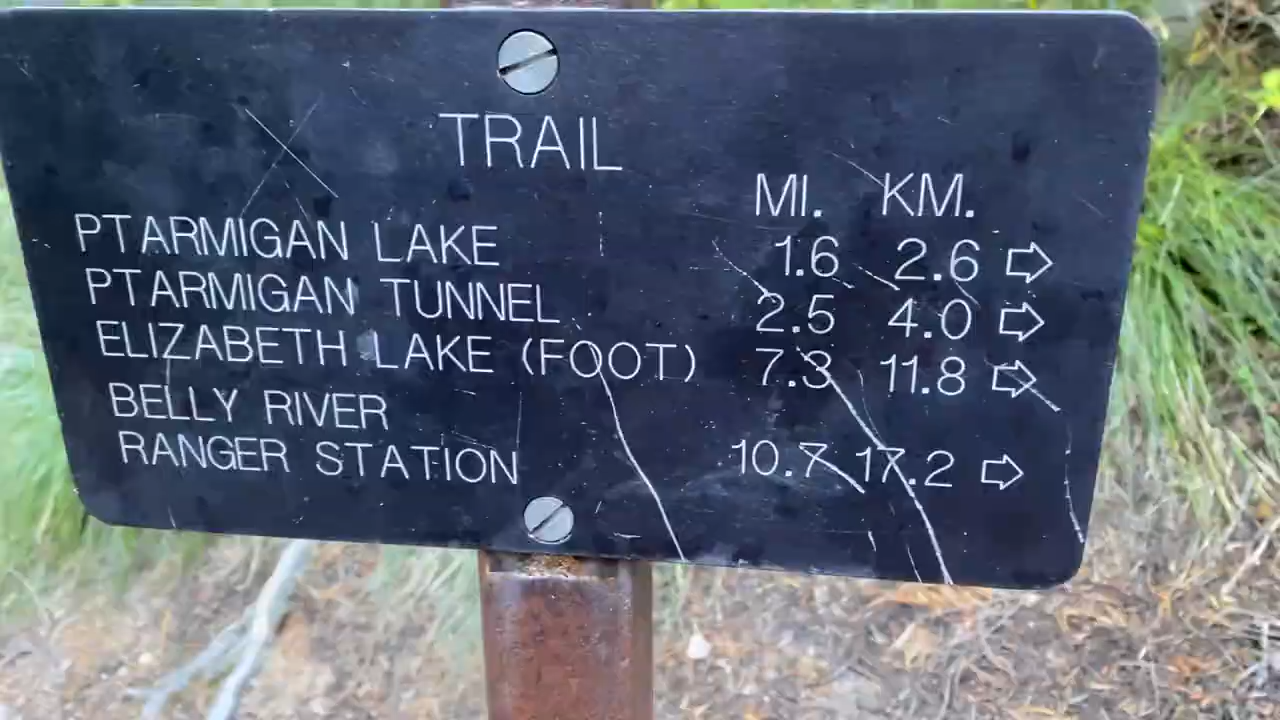 TRAIL
MI. KM.
PTARMIGAN LAKE 1.6 2.6 ⇨
PTARMIGAN TUNNEL 2.5 4.0 ⇨
ELIZABETH LAKE (FOOT) 7.3 11.8 ⇨
BELLY RIVER
RANGER STATION 10.7 17.2 ⇨